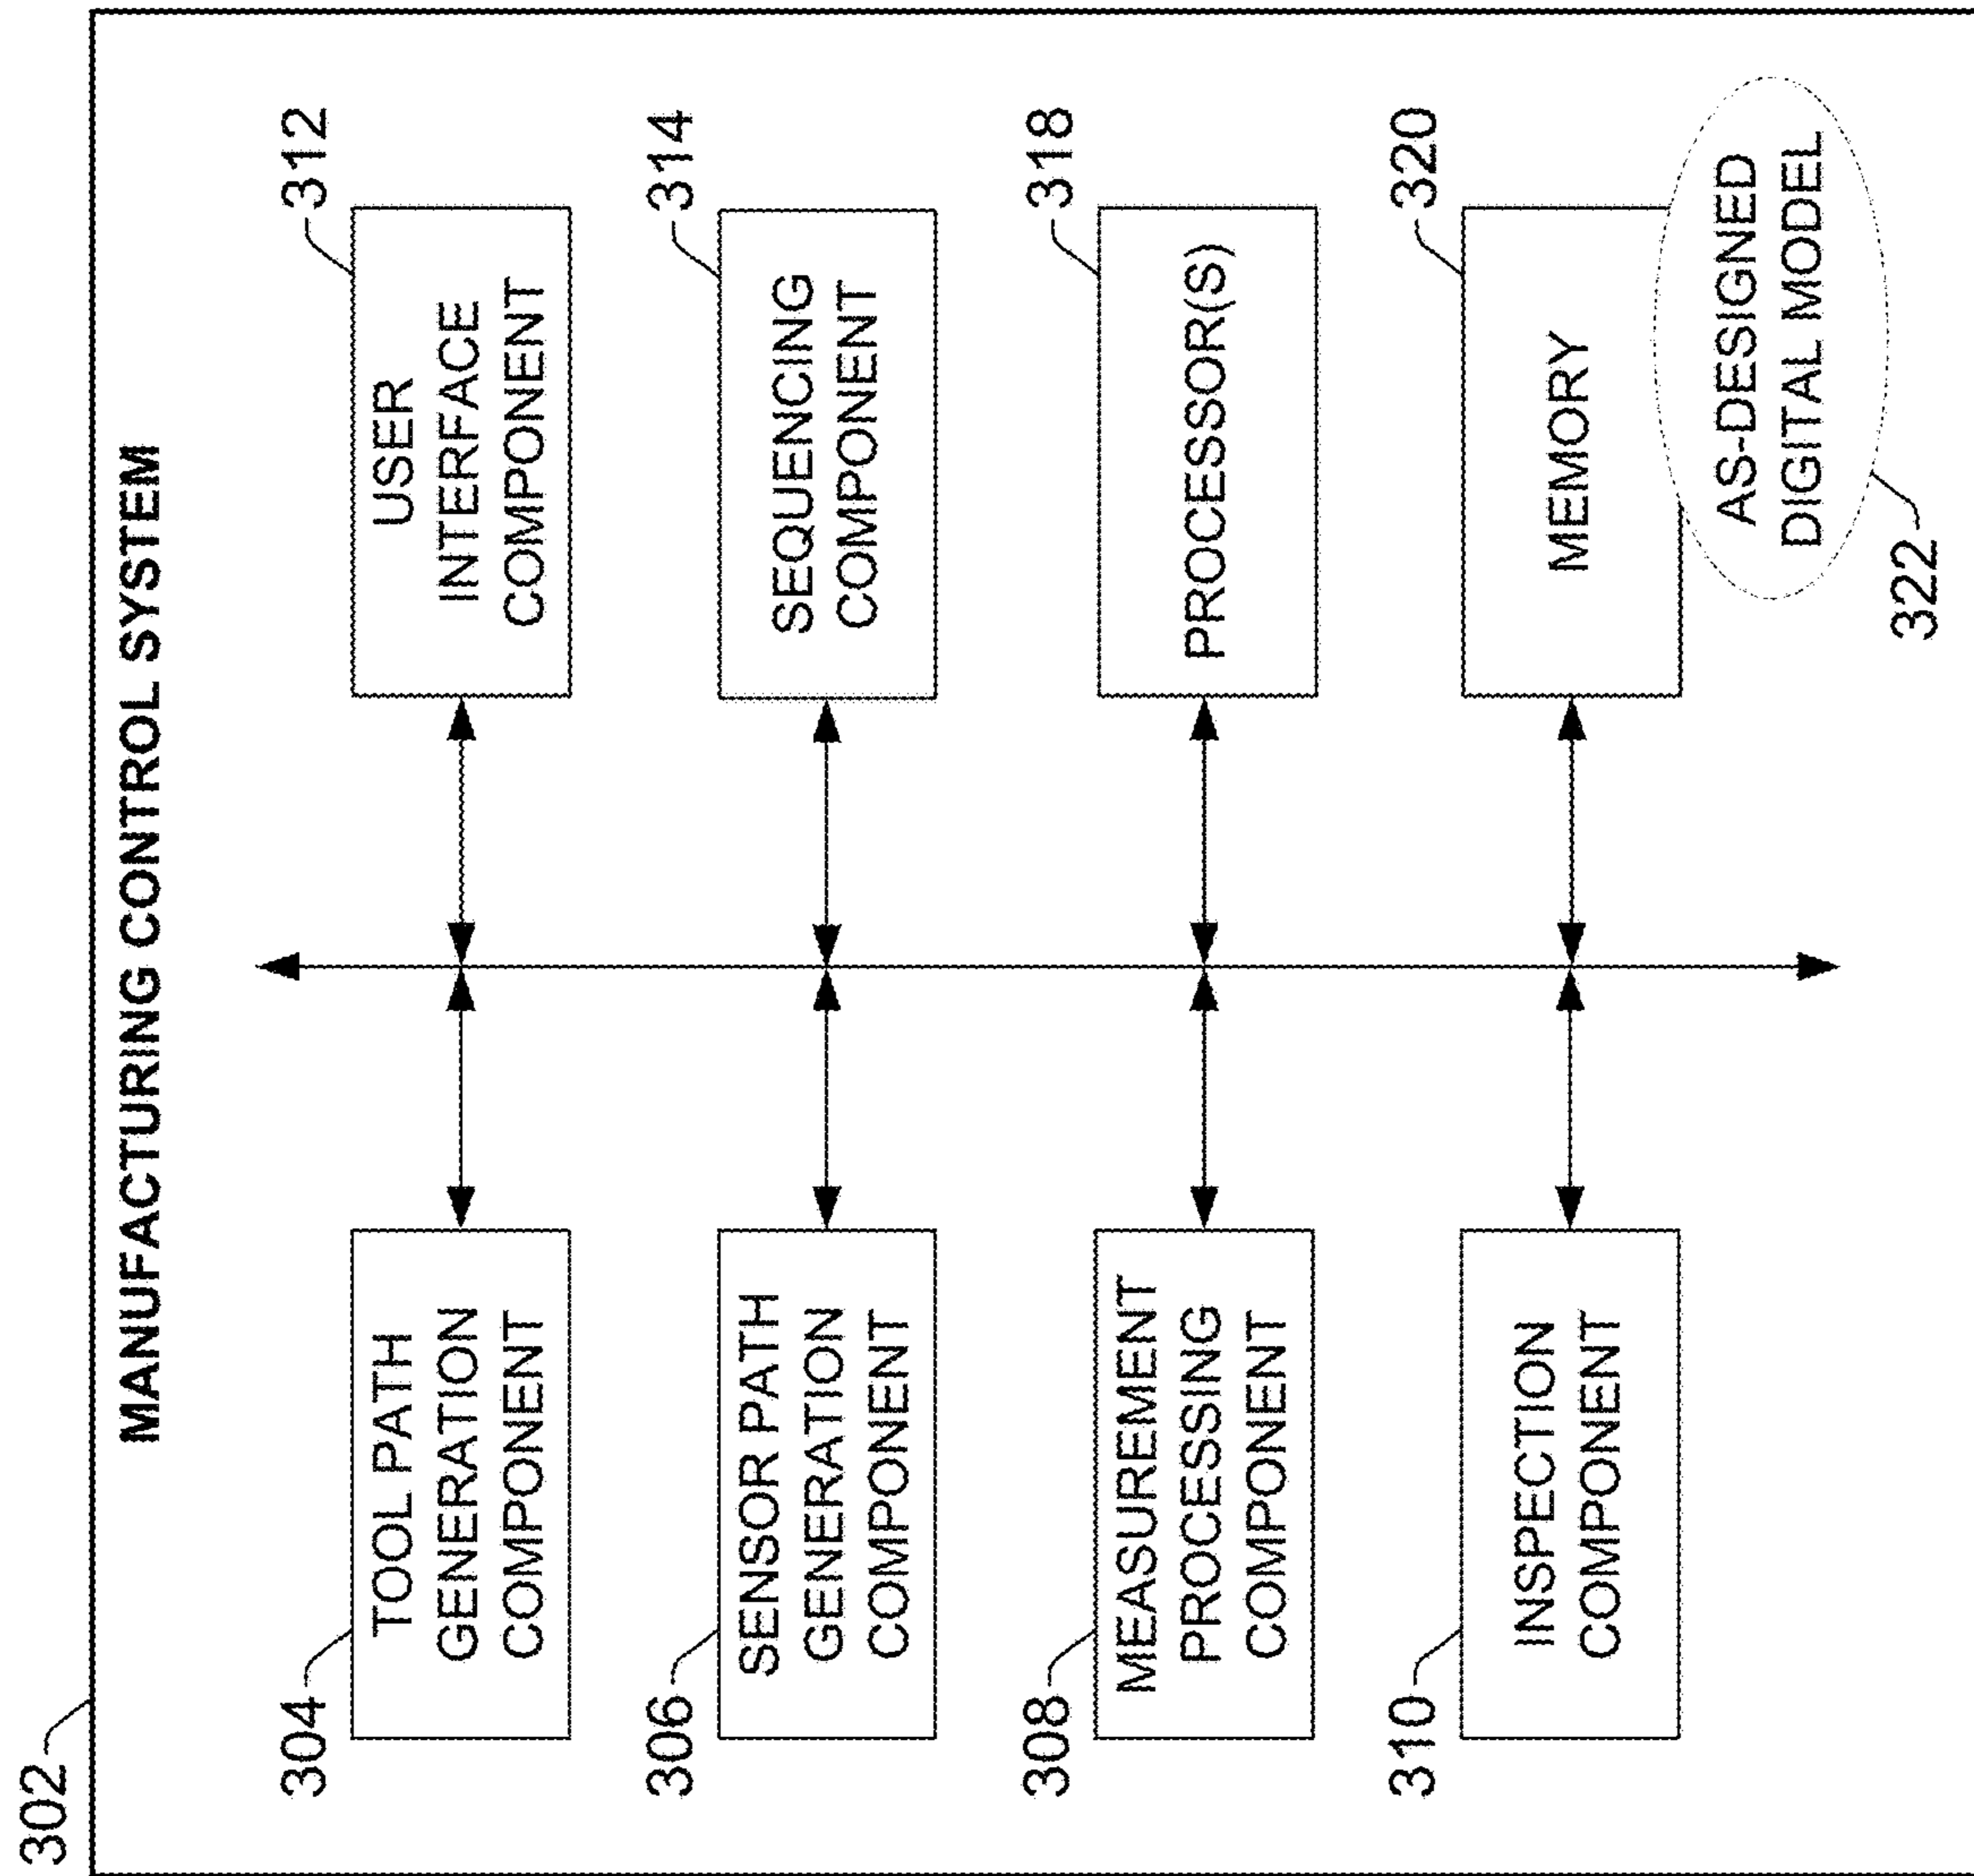 302
MANUFACTURING CONTROL SYSTEM
304
TOOL PATH
GENERATION
COMPONENT
306
SENSOR PATH
GENERATION
COMPONENT
308
MEASUREMENT
PROCESSING
COMPONENT
310
INSPECTION
COMPONENT
312
USER
INTERFACE
COMPONENT
314
SEQUENCING
COMPONENT
318
PROCESSOR(S)
320
MEMORY
AS-DESIGNED
DIGITAL MODEL
322